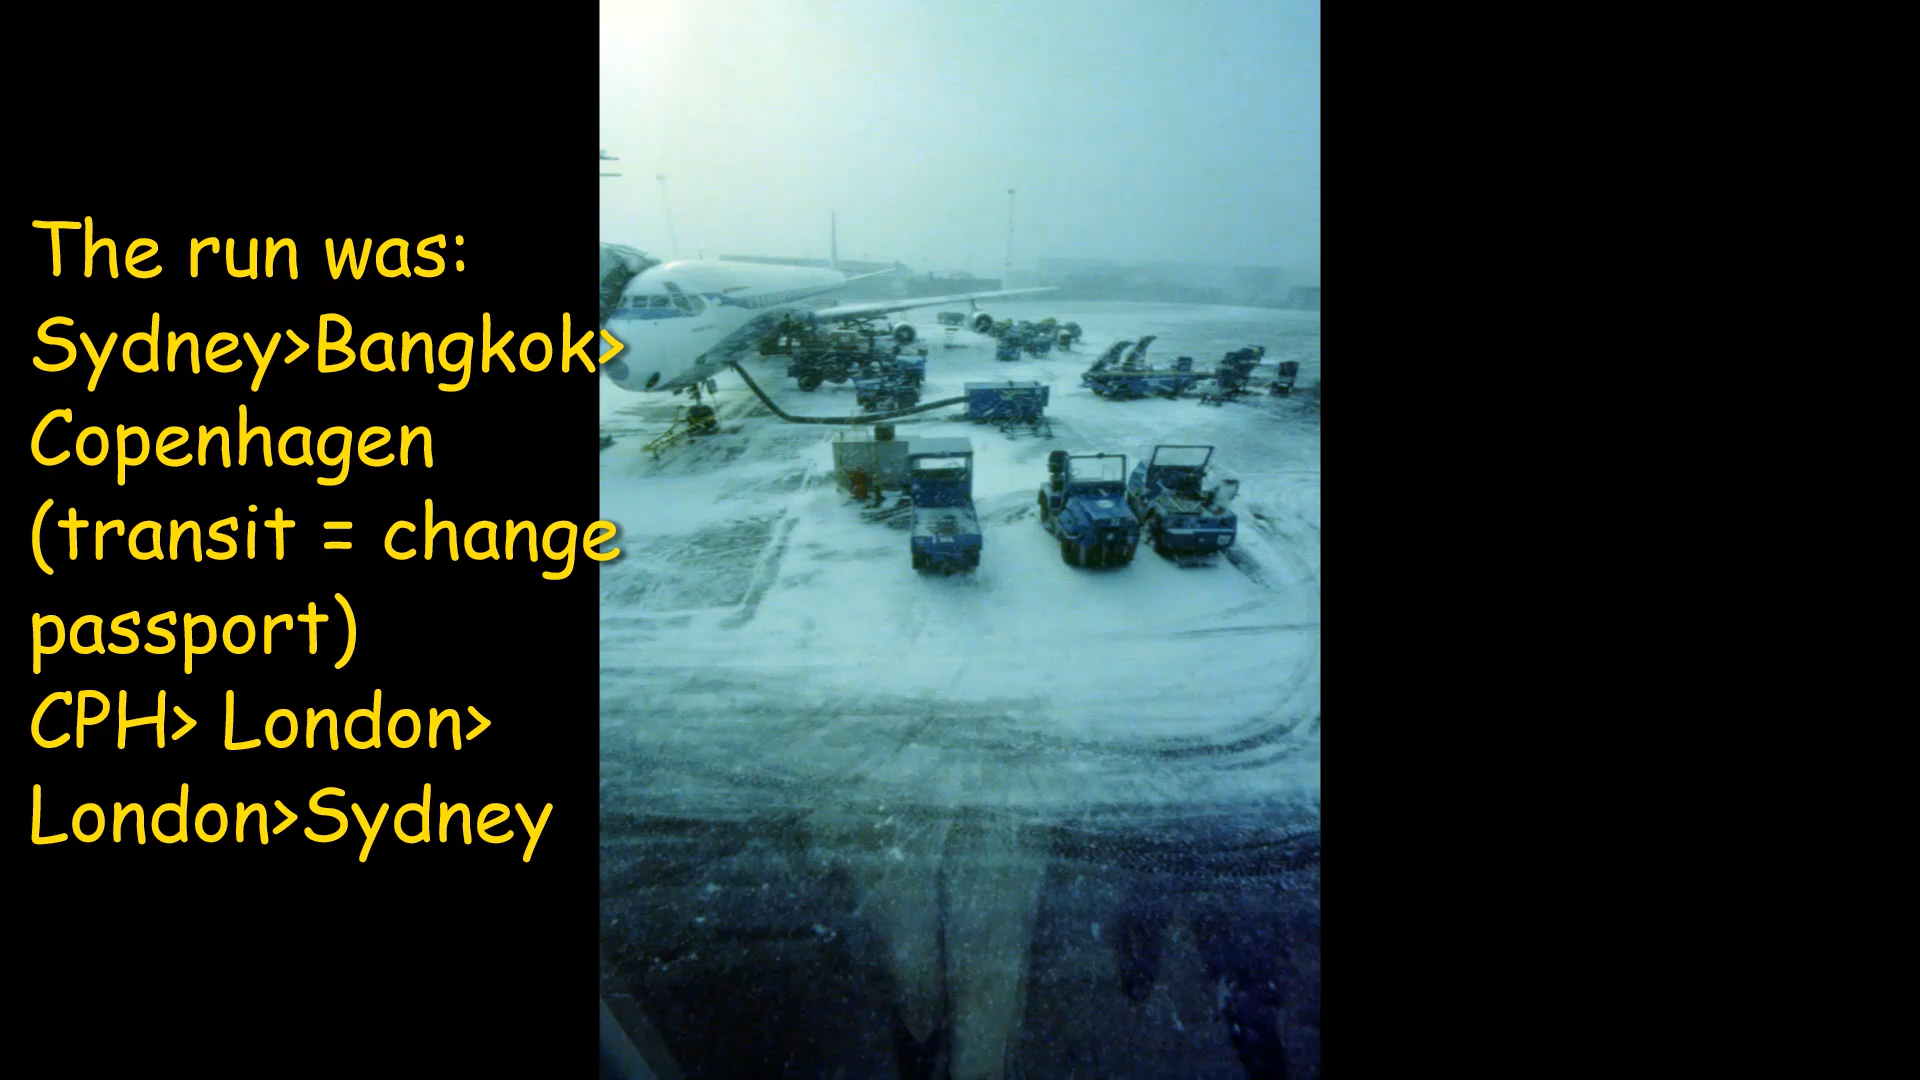 The run was:
Sydney>Bangkok>
Copenhagen
(transit = change
passport)
CPH> London>
London>Sydney